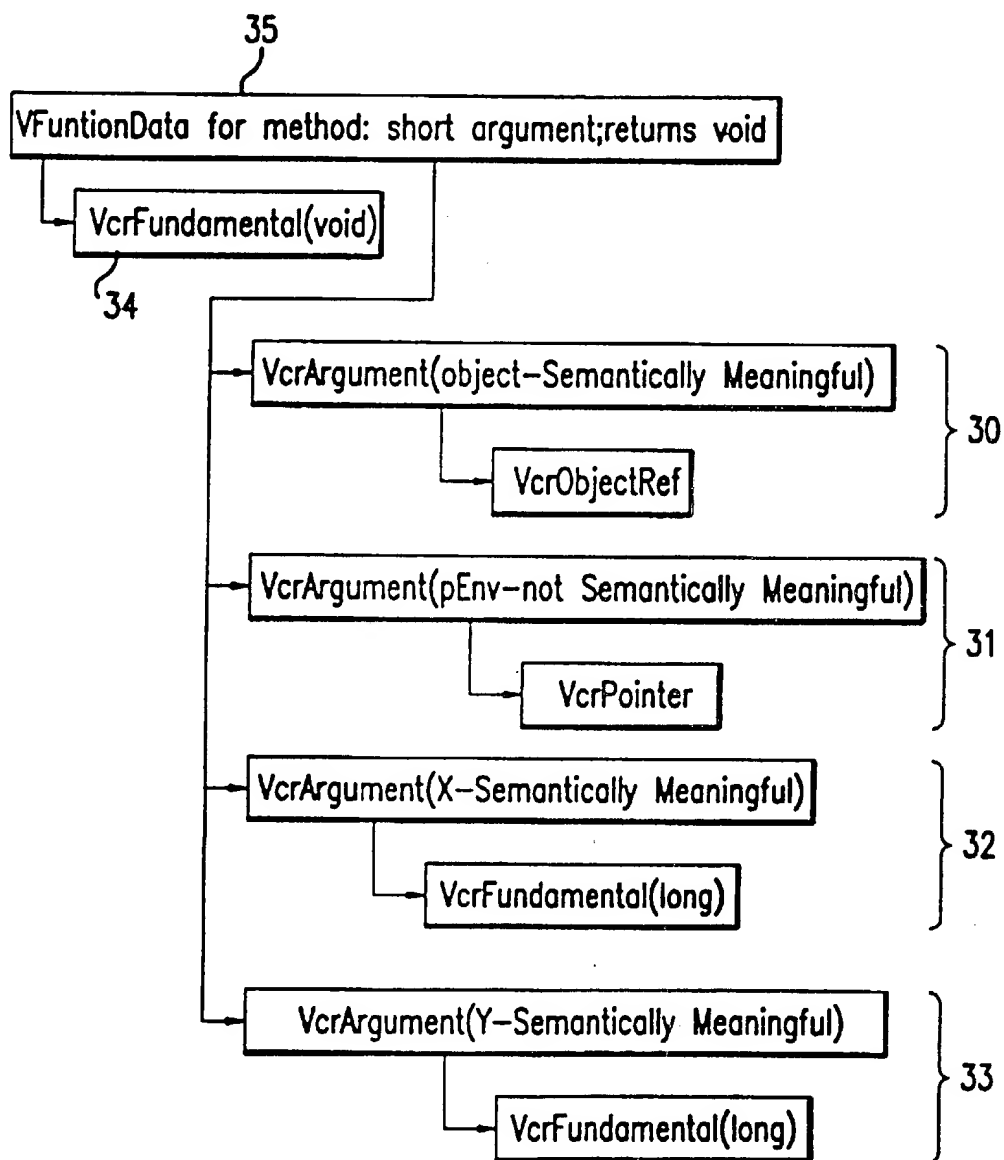 35
VFuntionData for method: short argument;returns void
VcrFundamental(void)
34
VcrArgument(object-Semantically Meaningful)
30
VcrObjectRef
VcrArgument(pEnv-not Semantically Meaningful)
31
VcrPointer
VcrArgument(X-Semantically Meaningful)
32
VcrFundamental(long)
VcrArgument(Y-Semantically Meaningful)
33
VcrFundamental(long)